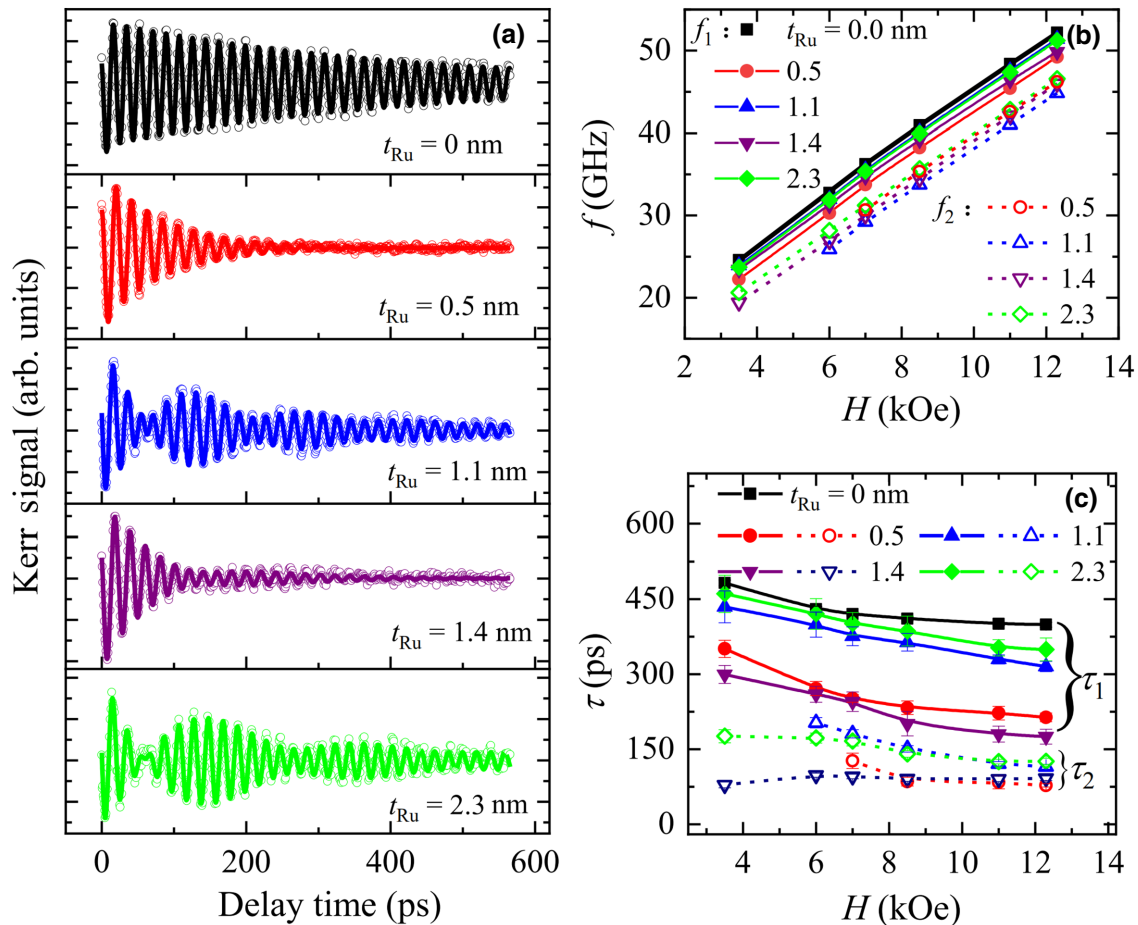 (a)
t_Ru = 0 nm
t_Ru = 0.5 nm
t_Ru = 1.1 nm
t_Ru = 1.4 nm
t_Ru = 2.3 nm
Kerr signal (arb. units)
0 200 400 600
Delay time (ps)
f₁ : t_Ru = 0.0 nm (b)
0.5
1.1
1.4
2.3
f₂ : 0.5
1.1
1.4
2.3
50
40
30
20
f (GHz)
2 4 6 8 10 12 14
H (kOe)
t_Ru = 0 nm (c)
0.5 1.1
1.4 2.3
600
450
300
150
0
τ₁
τ₂
τ (ps)
4 6 8 10 12 14
H (kOe)